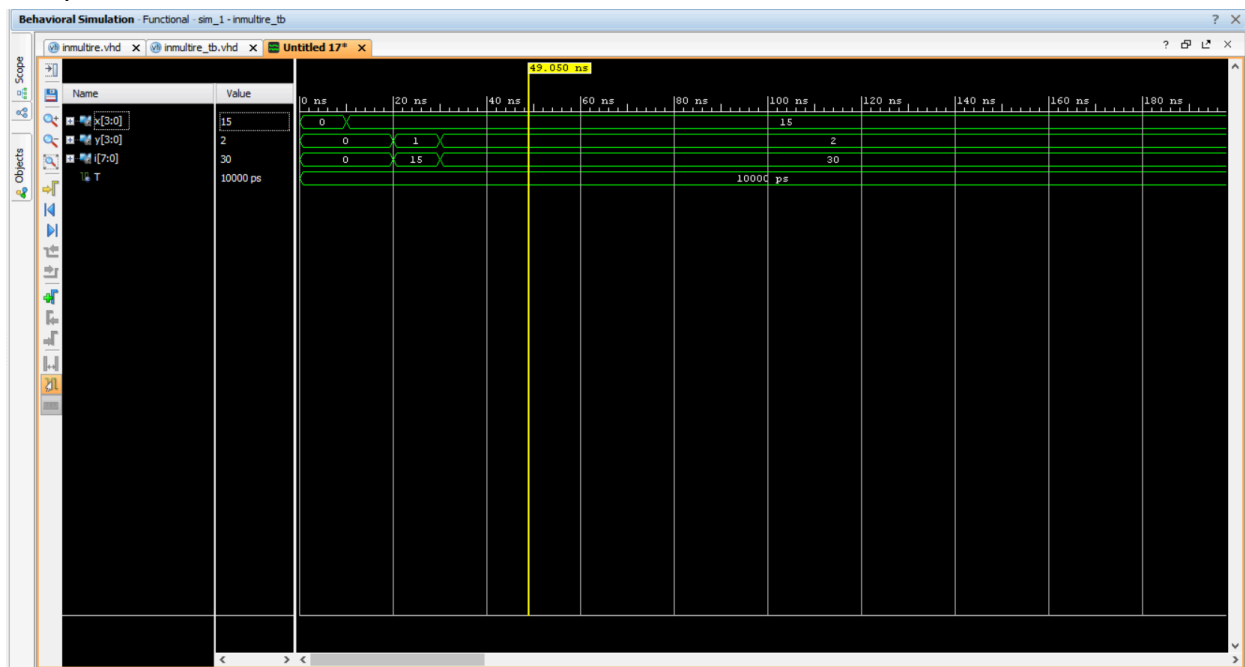 Behavioral Simulation - Functional - sim_1 - inmultire_tb
inmultire.vhd inmultire_tb.vhd Untitled 17*
Scope
Objects
49.050 ns
Name Value
0 ns 20 ns 40 ns 60 ns 80 ns 100 ns 120 ns 140 ns 160 ns 180 ns
x[3:0] 15 0 15
y[3:0] 2 0 1 2
i[7:0] 30 0 15 30
T 10000 ps 10000 ps